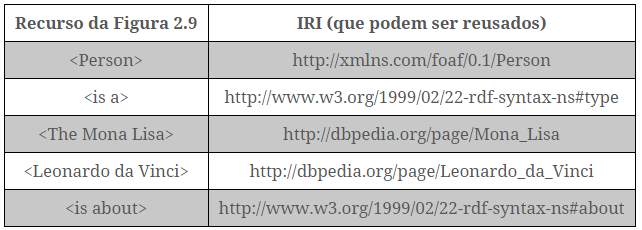 Recurso da Figura 2.9 IRI (que podem ser reusados)
<Person> http://xmlns.com/foaf/0.1/Person
<is a> http://www.w3.org/1999/02/22-rdf-syntax-ns#type
<The Mona Lisa> http://dbpedia.org/page/Mona_Lisa
<Leonardo da Vinci> http://dbpedia.org/page/Leonardo_da_Vinci
<is about> http://www.w3.org/1999/02/22-rdf-syntax-ns#about